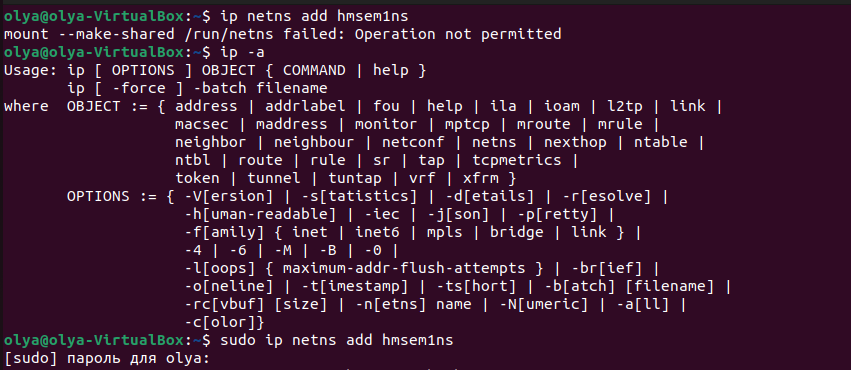 olya@olya-VirtualBox:~$ ip netns add hmsem1ns
mount --make-shared /run/netns failed: Operation not permitted
olya@olya-VirtualBox:~$ ip -a
Usage: ip [ OPTIONS ] OBJECT { COMMAND | help }
       ip [ -force ] -batch filename
where  OBJECT := { address | addrlabel | fou | help | ila | ioam | l2tp | link |
                   macsec | maddress | monitor | mptcp | mroute | mrule |
                   neighbor | neighbour | netconf | netns | nexthop | ntable |
                   ntbl | route | rule | sr | tap | tcpmetrics |
                   token | tunnel | tuntap | vrf | xfrm }
       OPTIONS := { -V[ersion] | -s[tatistics] | -d[etails] | -r[esolve] |
                    -h[uman-readable] | -iec | -j[son] | -p[retty] |
                    -f[amily] { inet | inet6 | mpls | bridge | link } |
                    -4 | -6 | -M | -B | -0 |
                    -l[oops] { maximum-addr-flush-attempts } | -br[ief] |
                    -o[neline] | -t[imestamp] | -ts[hort] | -b[atch] [filename] |
                    -rc[vbuf] [size] | -n[etns] name | -N[umeric] | -a[ll] |
                    -c[olor]}
olya@olya-VirtualBox:~$ sudo ip netns add hmsem1ns
[sudo] пароль для olya: